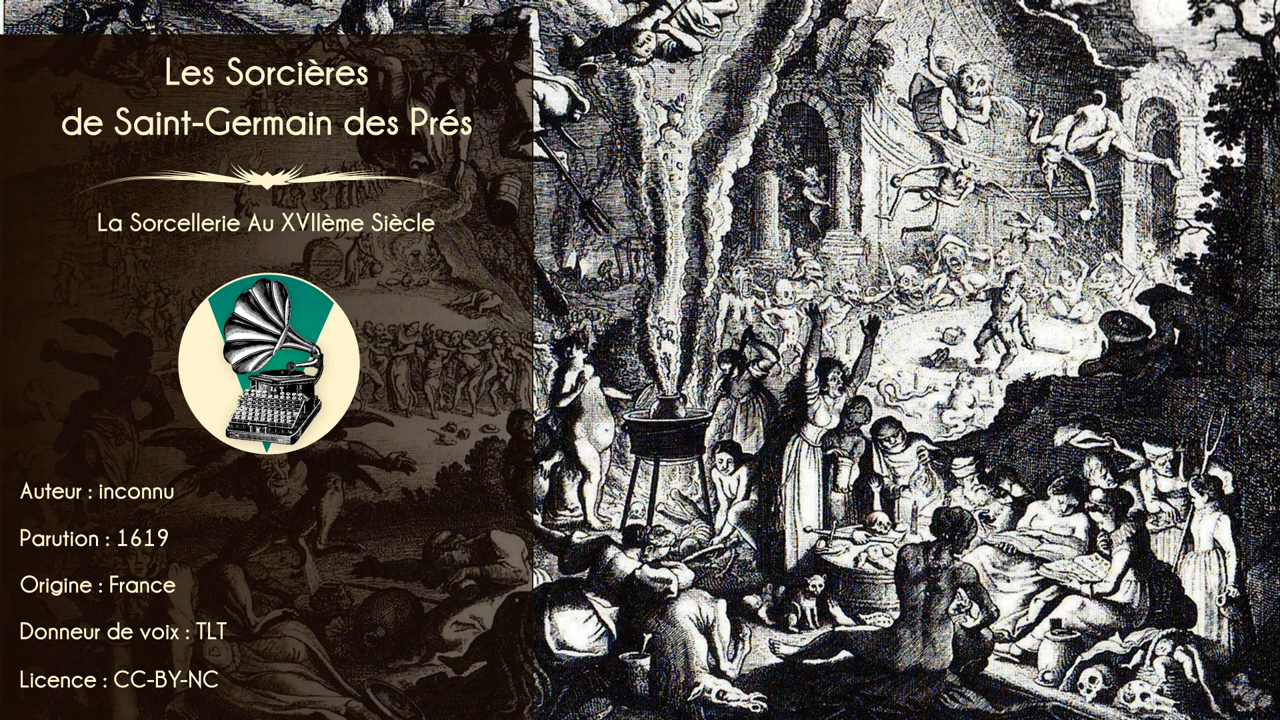 Les Sorcières
de Saint-Germain des Prés
La Sorcellerie Au XVIIème Siècle
Auteur : inconnu
Parution : 1619
Origine : France
Donneur de voix : TLT
Licence : CC-BY-NC